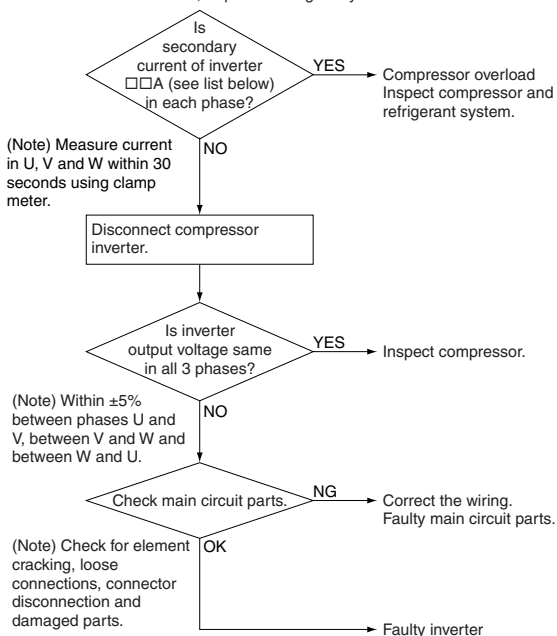 Is
secondary
current of inverter
□□A (see list below)
in each phase?
YES
Compressor overload
Inspect compressor and
refrigerant system.
(Note) Measure current
in U, V and W within 30
seconds using clamp
meter.
NO
Disconnect compressor
inverter.
Is inverter
output voltage same
in all 3 phases?
YES
Inspect compressor.
(Note) Within ±5%
between phases U and
V, between V and W and
between W and U.
NO
Check main circuit parts.
NG
Correct the wiring.
Faulty main circuit parts.
(Note) Check for element
cracking, loose
connections, connector
disconnection and
damaged parts.
OK
Faulty inverter